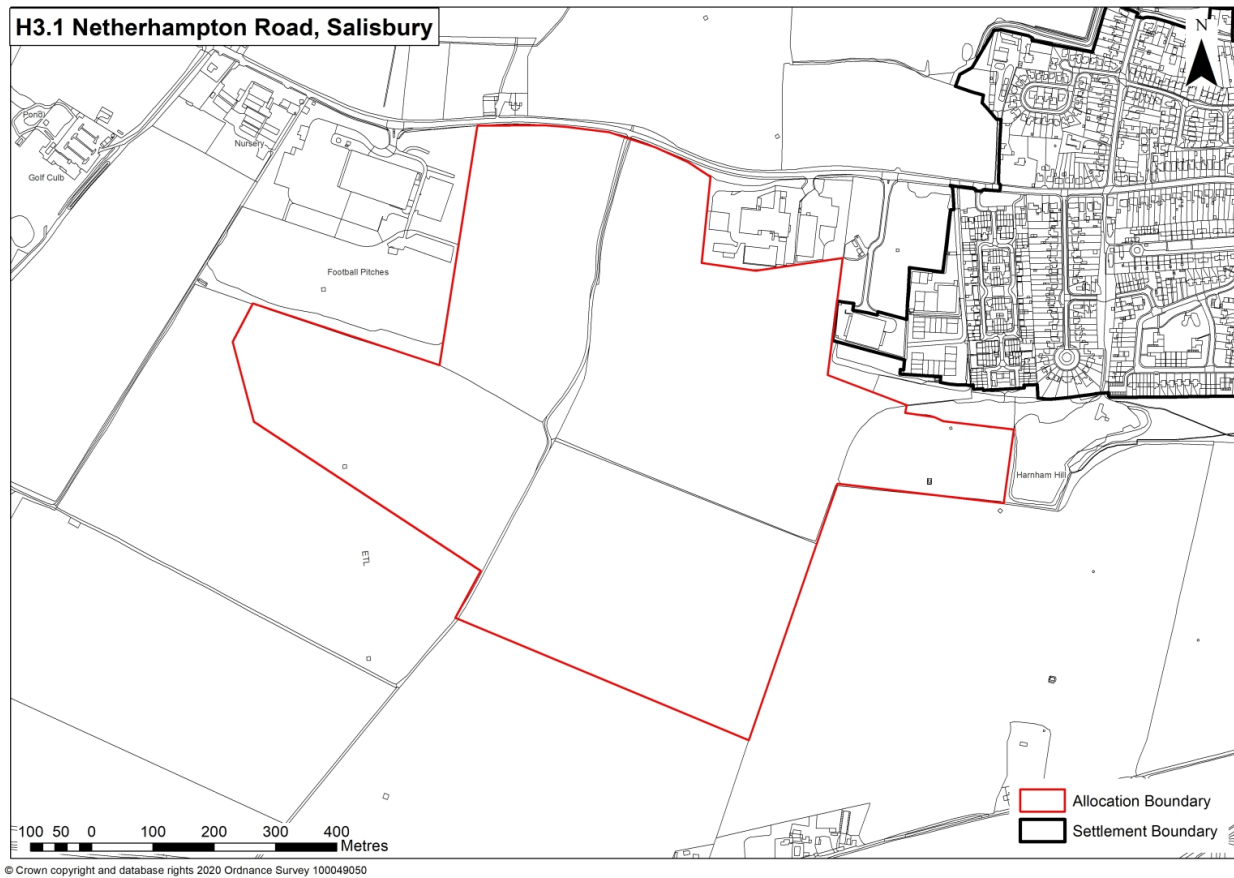 H3.1 Netherhampton Road, Salisbury
N
Pond
Nursery
Golf Culb
Football Pitches
Harnham Hill
ETL
Allocation Boundary
Settlement Boundary
100 50 0 100 200 300 400
Metres
© Crown copyright and database rights 2020 Ordnance Survey 100049050